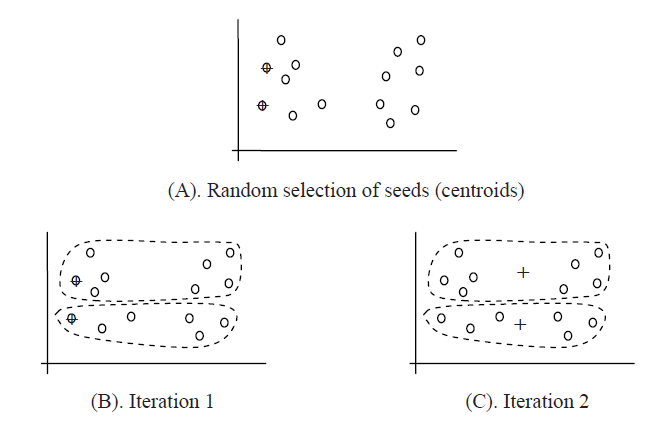 (A). Random selection of seeds (centroids)
(B). Iteration 1
(C). Iteration 2